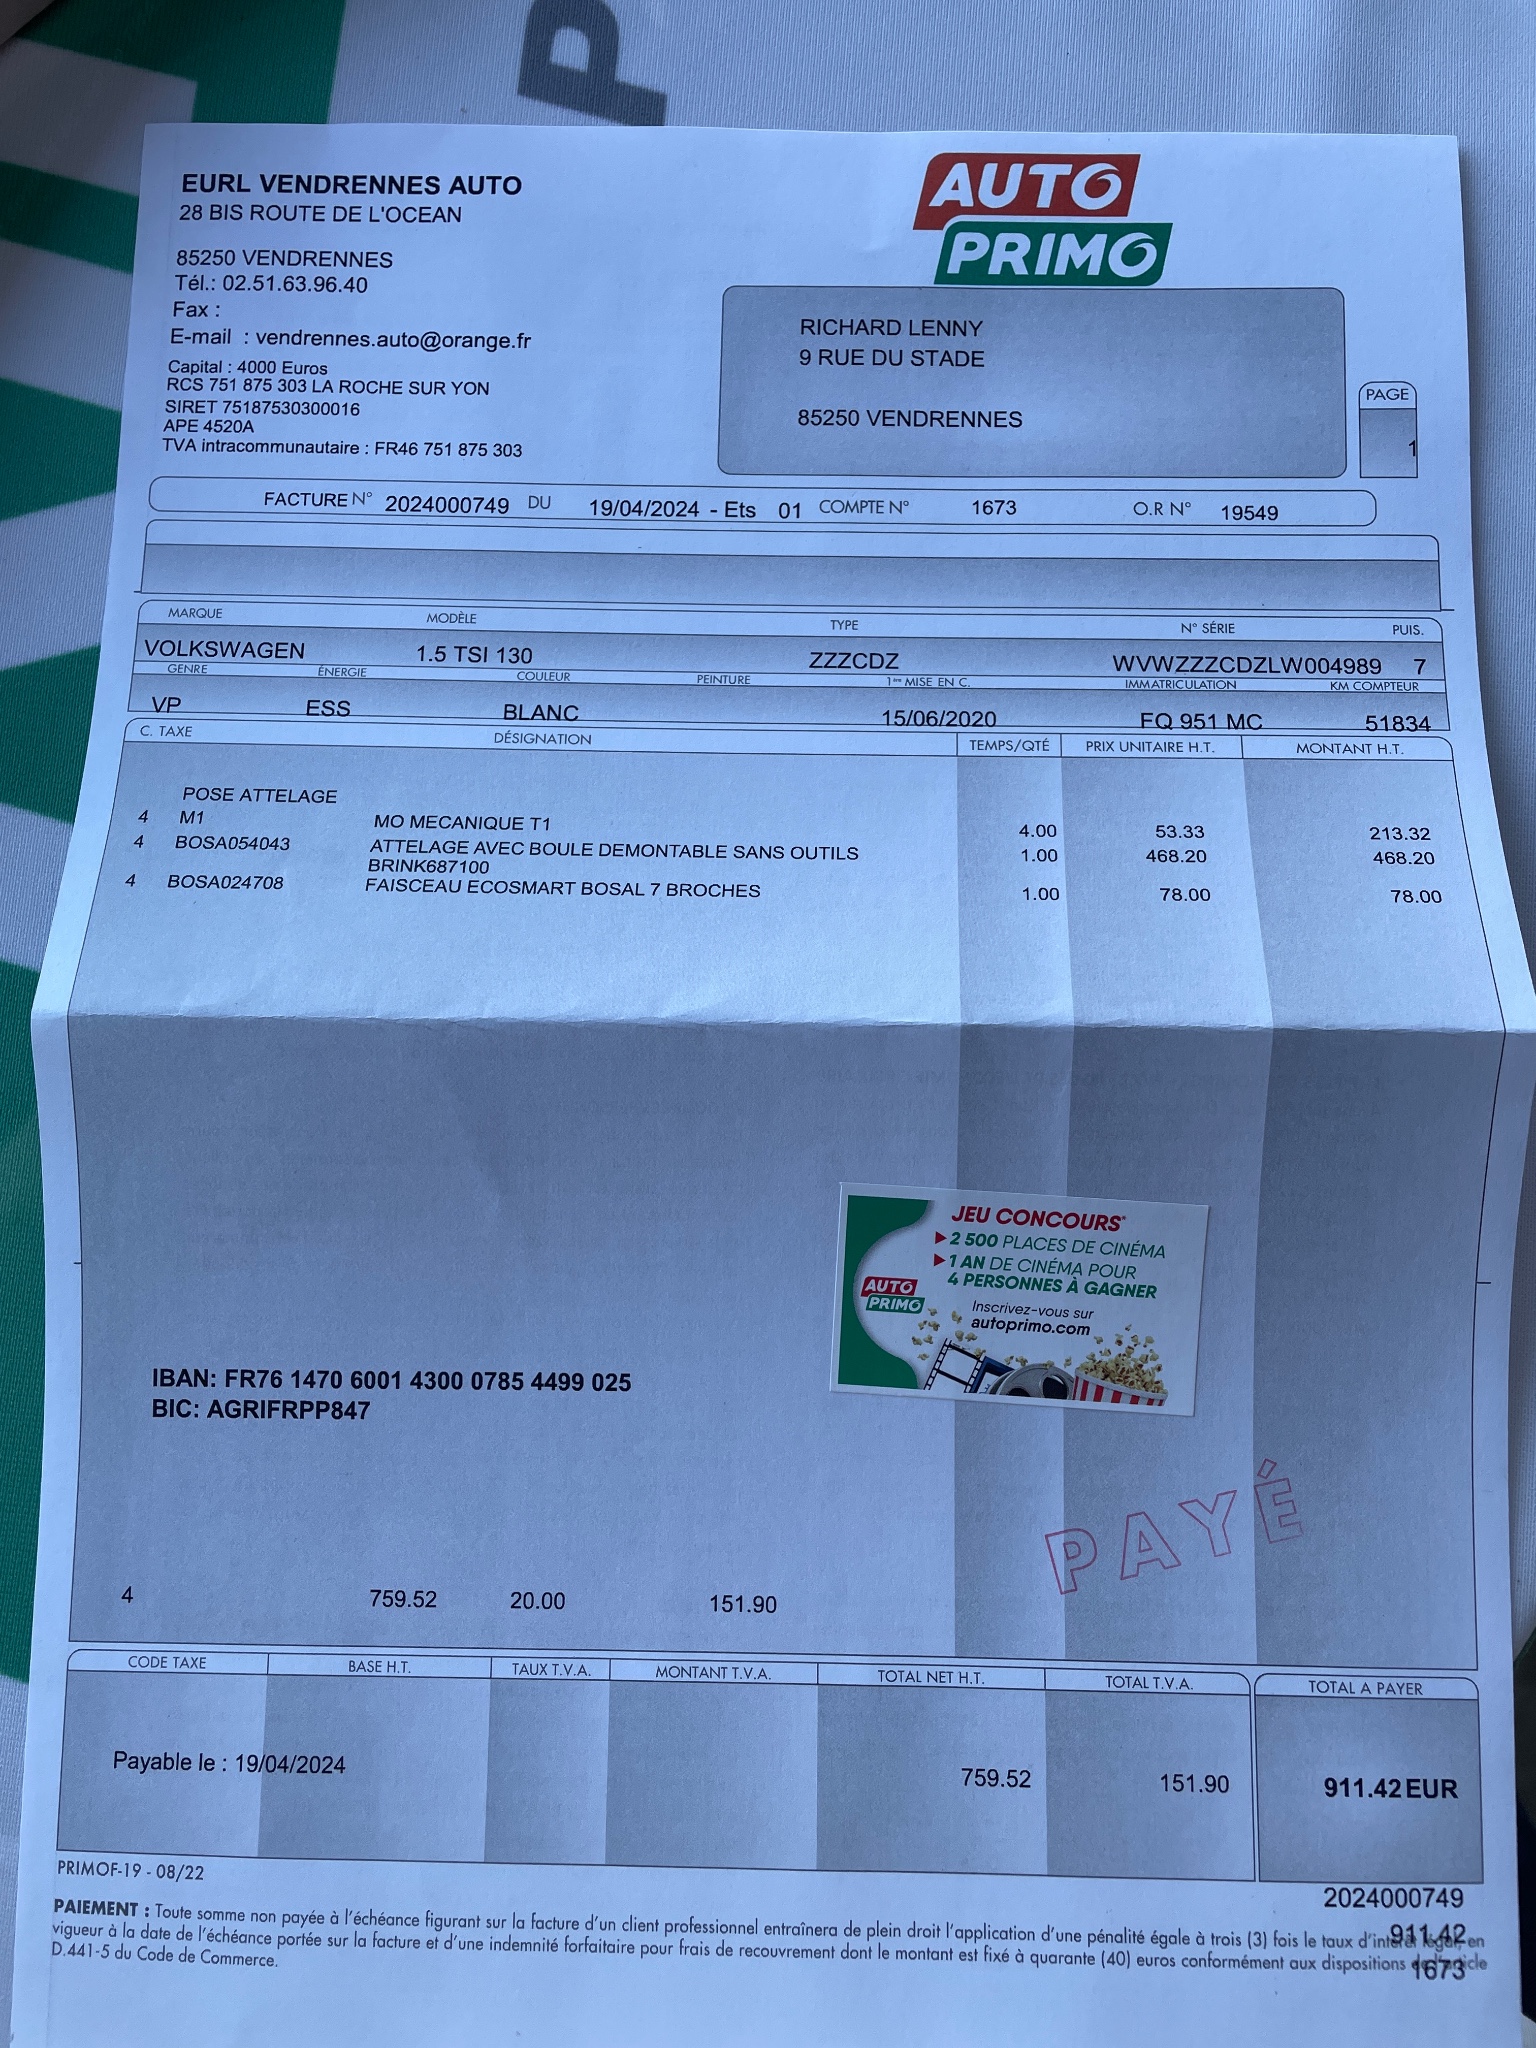 P
EURL VENDRENNES AUTO
28 BIS ROUTE DE L'OCEAN
85250 VENDRENNES
Tél.: 02.51.63.96.40
Fax :
E-mail : vendrennes.auto@orange.fr
Capital : 4000 Euros
RCS 751 875 303 LA ROCHE SUR YON
SIRET 75187530300016
APE 4520A
TVA intracommunautaire : FR46 751 875 303
AUTO
PRIMO
RICHARD LENNY
9 RUE DU STADE
85250 VENDRENNES
PAGE
1
FACTURE N° 2024000749 DU 19/04/2024 - Ets 01 COMPTE N° 1673 O.R N° 19549
MARQUE MODÈLE TYPE N° SÉRIE PUIS.
VOLKSWAGEN 1.5 TSI 130 ZZZCDZ WVWZZZCDZLW004989 7
GENRE ÉNERGIE COULEUR PEINTURE 1ère MISE EN C. IMMATRICULATION KM COMPTEUR
VP ESS BLANC 15/06/2020 FQ 951 MC 51834
C. TAXE DÉSIGNATION TEMPS/QTÉ PRIX UNITAIRE H.T. MONTANT H.T.
POSE ATTELAGE
4 M1 MO MECANIQUE T1 4.00 53.33 213.32
4 BOSA054043 ATTELAGE AVEC BOULE DEMONTABLE SANS OUTILS 1.00 468.20 468.20
BRINK687100
4 BOSA024708 FAISCEAU ECOSMART BOSAL 7 BROCHES 1.00 78.00 78.00
JEU CONCOURS*
2 500 PLACES DE CINÉMA
1 AN DE CINÉMA POUR
4 PERSONNES À GAGNER
Inscrivez-vous sur
autoprimo.com
AUTO
PRIMO
IBAN: FR76 1470 6001 4300 0785 4499 025
BIC: AGRIFRPP847
PAYÉ
4 759.52 20.00 151.90
CODE TAXE BASE H.T. TAUX T.V.A. MONTANT T.V.A. TOTAL NET H.T. TOTAL T.V.A. TOTAL A PAYER
Payable le : 19/04/2024 759.52 151.90 911.42 EUR
PRIMOF-19 - 08/22
2024000749
911.42
1673
PAIEMENT : Toute somme non payée à l'échéance figurant sur la facture d'un client professionnel entraînera de plein droit l'application d'une pénalité égale à trois (3) fois le taux d'intérêt légal, en
vigueur à la date de l'échéance portée sur la facture et d'une indemnité forfaitaire pour frais de recouvrement dont le montant est fixé à quarante (40) euros conformément aux dispositions de l'article
D.441-5 du Code de Commerce.